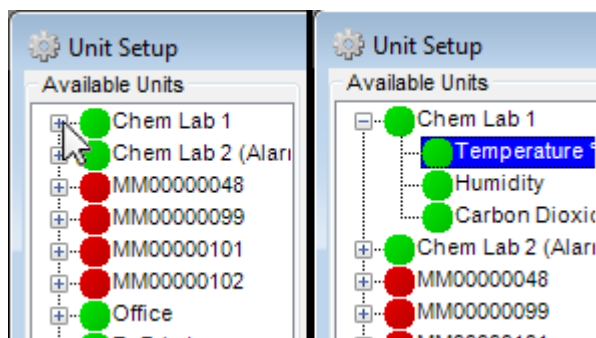 Unit Setup
Available Units
Chem Lab 1
Chem Lab 2 (Alar
MM00000048
MM00000099
MM00000101
MM00000102
Office
Unit Setup
Available Units
Chem Lab 1
Temperature °
Humidity
Carbon Dioxi
Chem Lab 2 (Alar
MM00000048
MM00000099